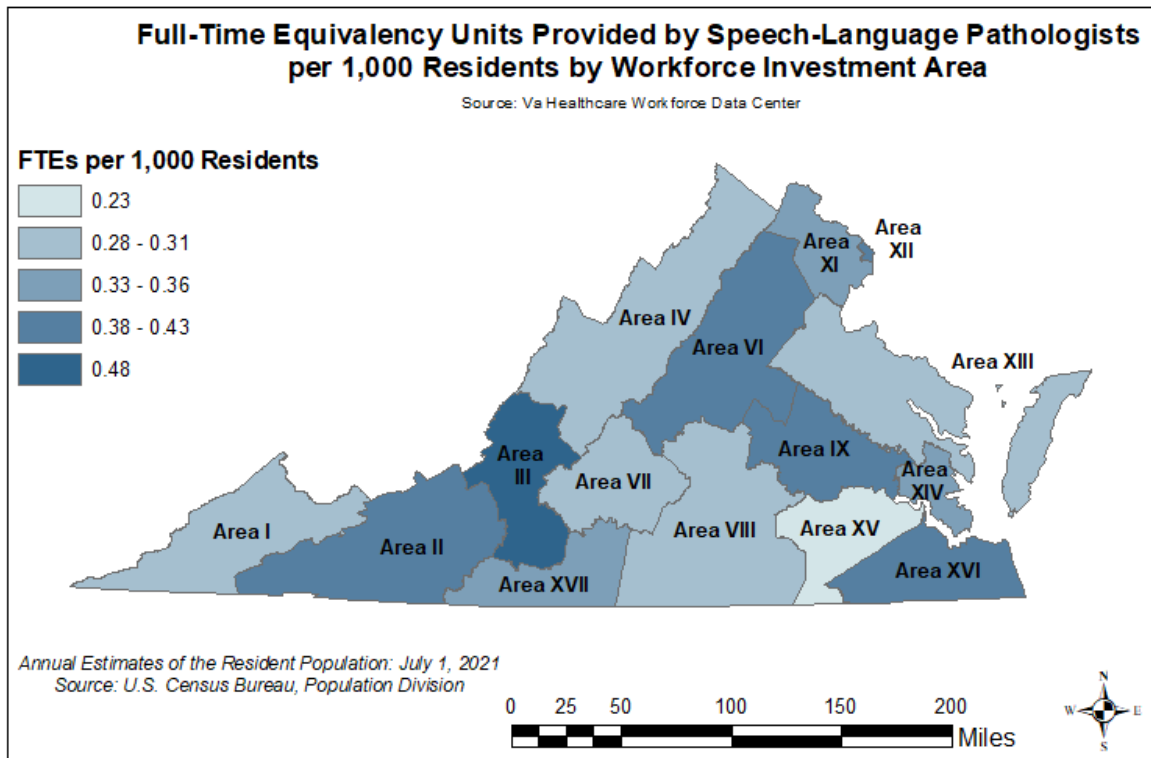 Full-Time Equivalency Units Provided by Speech-Language Pathologists
per 1,000 Residents by Workforce Investment Area
Source: Va Healthcare Workforce Data Center
FTEs per 1,000 Residents
0.23
0.28 - 0.31
0.33 - 0.36
0.38 - 0.43
0.48
Area
XI
Area
XII
Area IV
Area VI
Area XIII
Area
III
Area IX
Area VII
Area
XIV
Area I
Area II
Area VIII
Area XV
Area XVII
Area XVI
Annual Estimates of the Resident Population: July 1, 2021
Source: U.S. Census Bureau, Population Division
0 25 50 100 150 200
Miles
N
W E
S